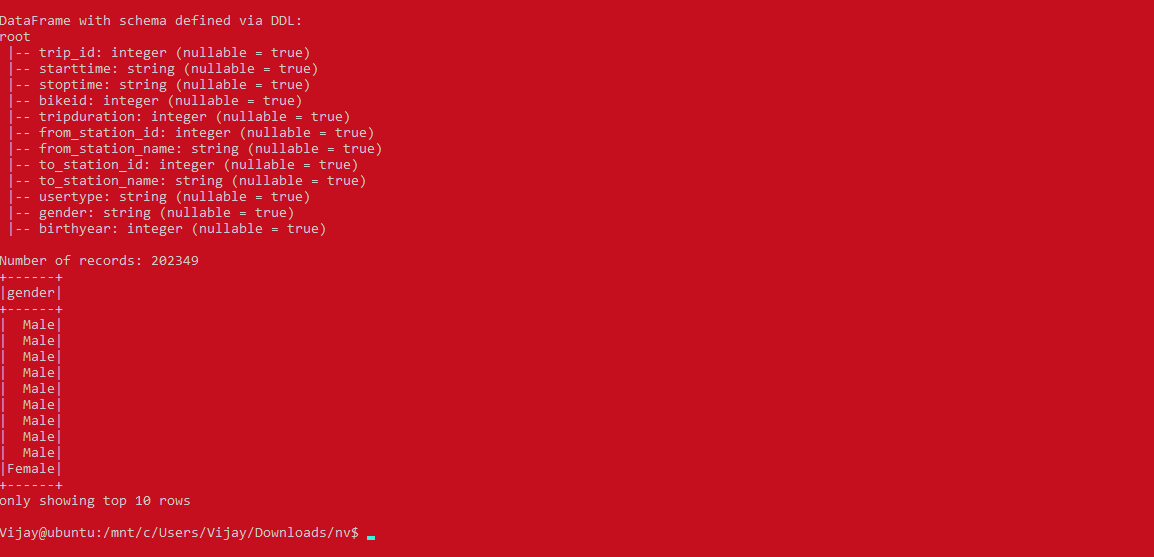 DataFrame with schema defined via DDL:
root
 |-- trip_id: integer (nullable = true)
 |-- starttime: string (nullable = true)
 |-- stoptime: string (nullable = true)
 |-- bikeid: integer (nullable = true)
 |-- tripduration: integer (nullable = true)
 |-- from_station_id: integer (nullable = true)
 |-- from_station_name: string (nullable = true)
 |-- to_station_id: integer (nullable = true)
 |-- to_station_name: string (nullable = true)
 |-- usertype: string (nullable = true)
 |-- gender: string (nullable = true)
 |-- birthyear: integer (nullable = true)

Number of records: 202349
+------+
|gender|
+------+
|  Male|
|  Male|
|  Male|
|  Male|
|  Male|
|  Male|
|  Male|
|  Male|
|  Male|
|Female|
+------+
only showing top 10 rows

Vijay@ubuntu:/mnt/c/Users/Vijay/Downloads/nv$